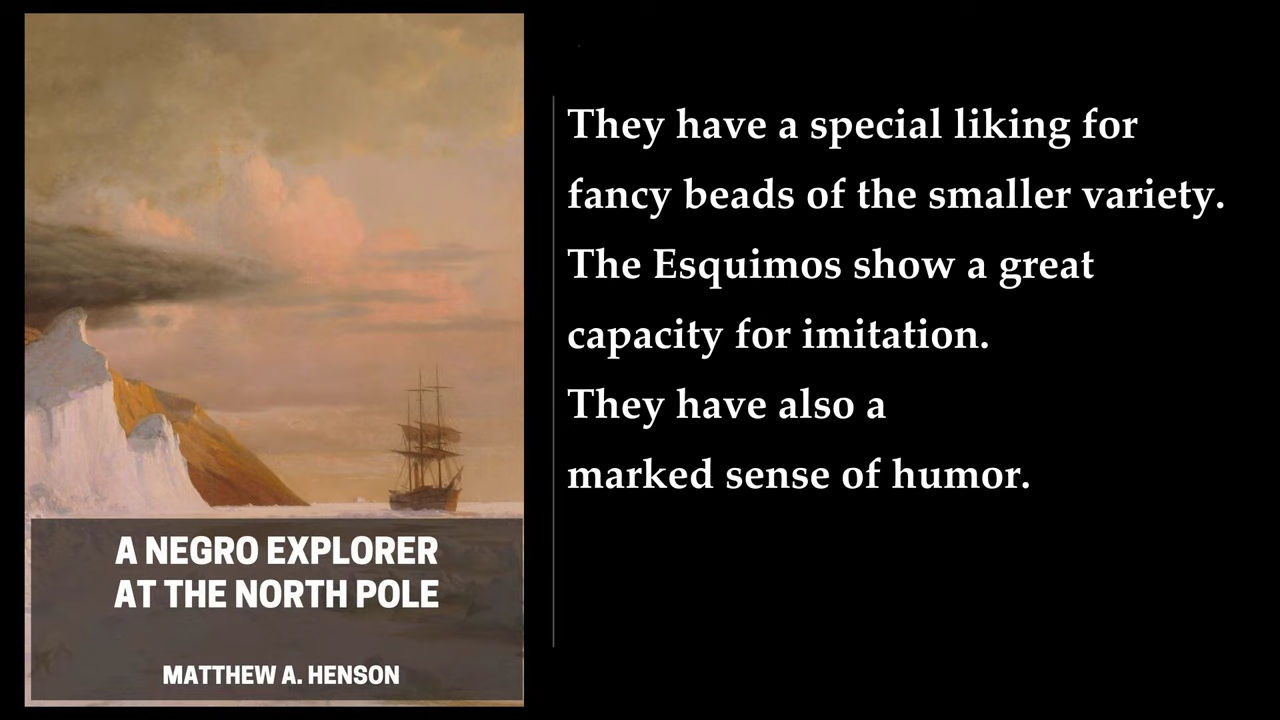 A NEGRO EXPLORER
AT THE NORTH POLE
MATTHEW A. HENSON
They have a special liking for
fancy beads of the smaller variety.
The Esquimos show a great
capacity for imitation.
They have also a
marked sense of humor.